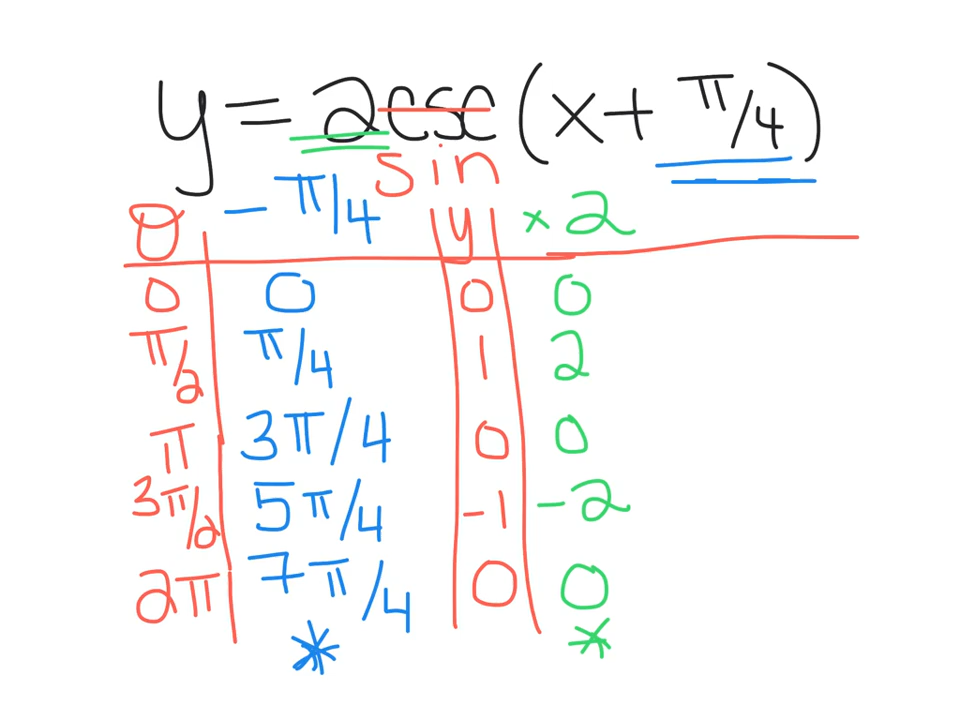 y = 2csc (x + π/4)
sin
θ - π/4 y × 2
0 0 0 0
π/2 π/4 1 2
π 3π/4 0 0
3π/2 5π/4 -1 -2
2π 7π/4 0 0
* *